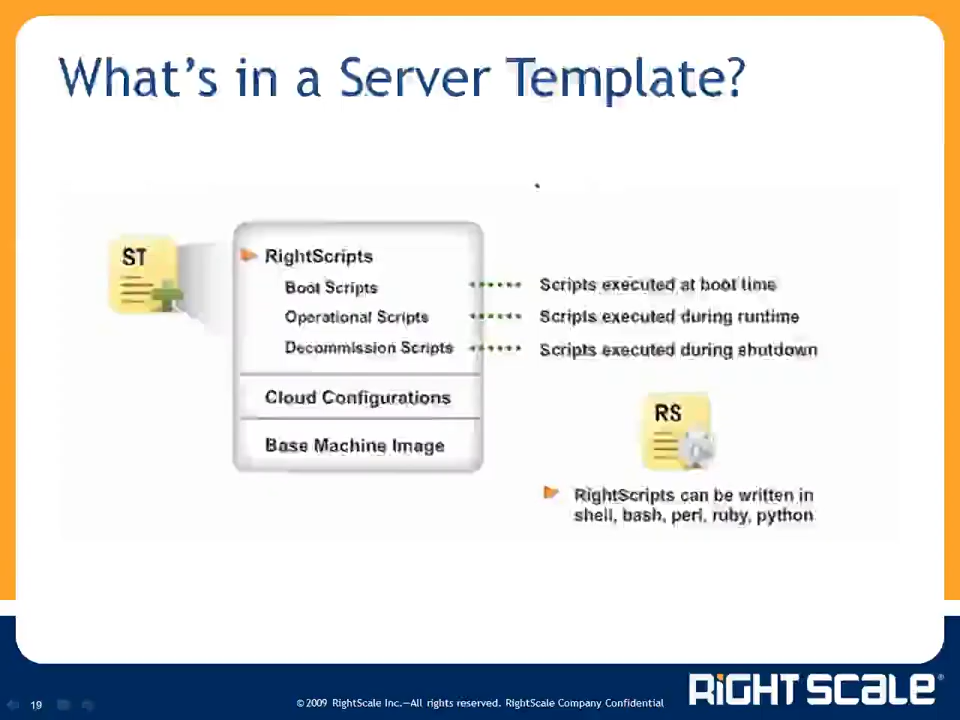 What's in a Server Template?
ST
RightScripts
Boot Scripts
Scripts executed at boot time
Operational Scripts
Scripts executed during runtime
Decommission Scripts
Scripts executed during shutdown
Cloud Configurations
Base Machine Image
RS
RightScripts can be written in
shell, bash, perl, ruby, python
19
©2009 RightScale Inc.—All rights reserved. RightScale Company Confidential
RIGHTSCALE®